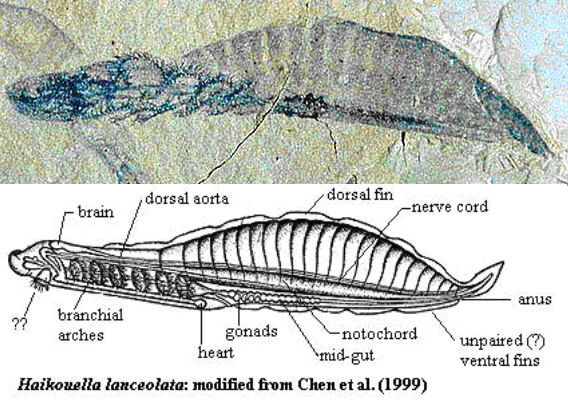 dorsal fin
dorsal aorta
nerve cord
brain
anus
??
branchial
arches
gonads
notochord
unpaired (?)
ventral fins
heart
mid-gut
Haikouella lanceolata: modified from Chen et al. (1999)